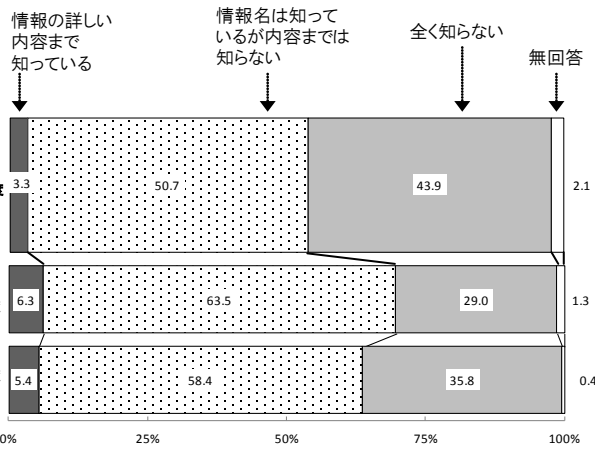 情報の詳しい
内容まで
知っている
情報名は知って
いるが内容までは
知らない
全く知らない
無回答
3.3
50.7
43.9
2.1
6.3
63.5
29.0
1.3
5.4
58.4
35.8
0.4
0%
25%
50%
75%
100%